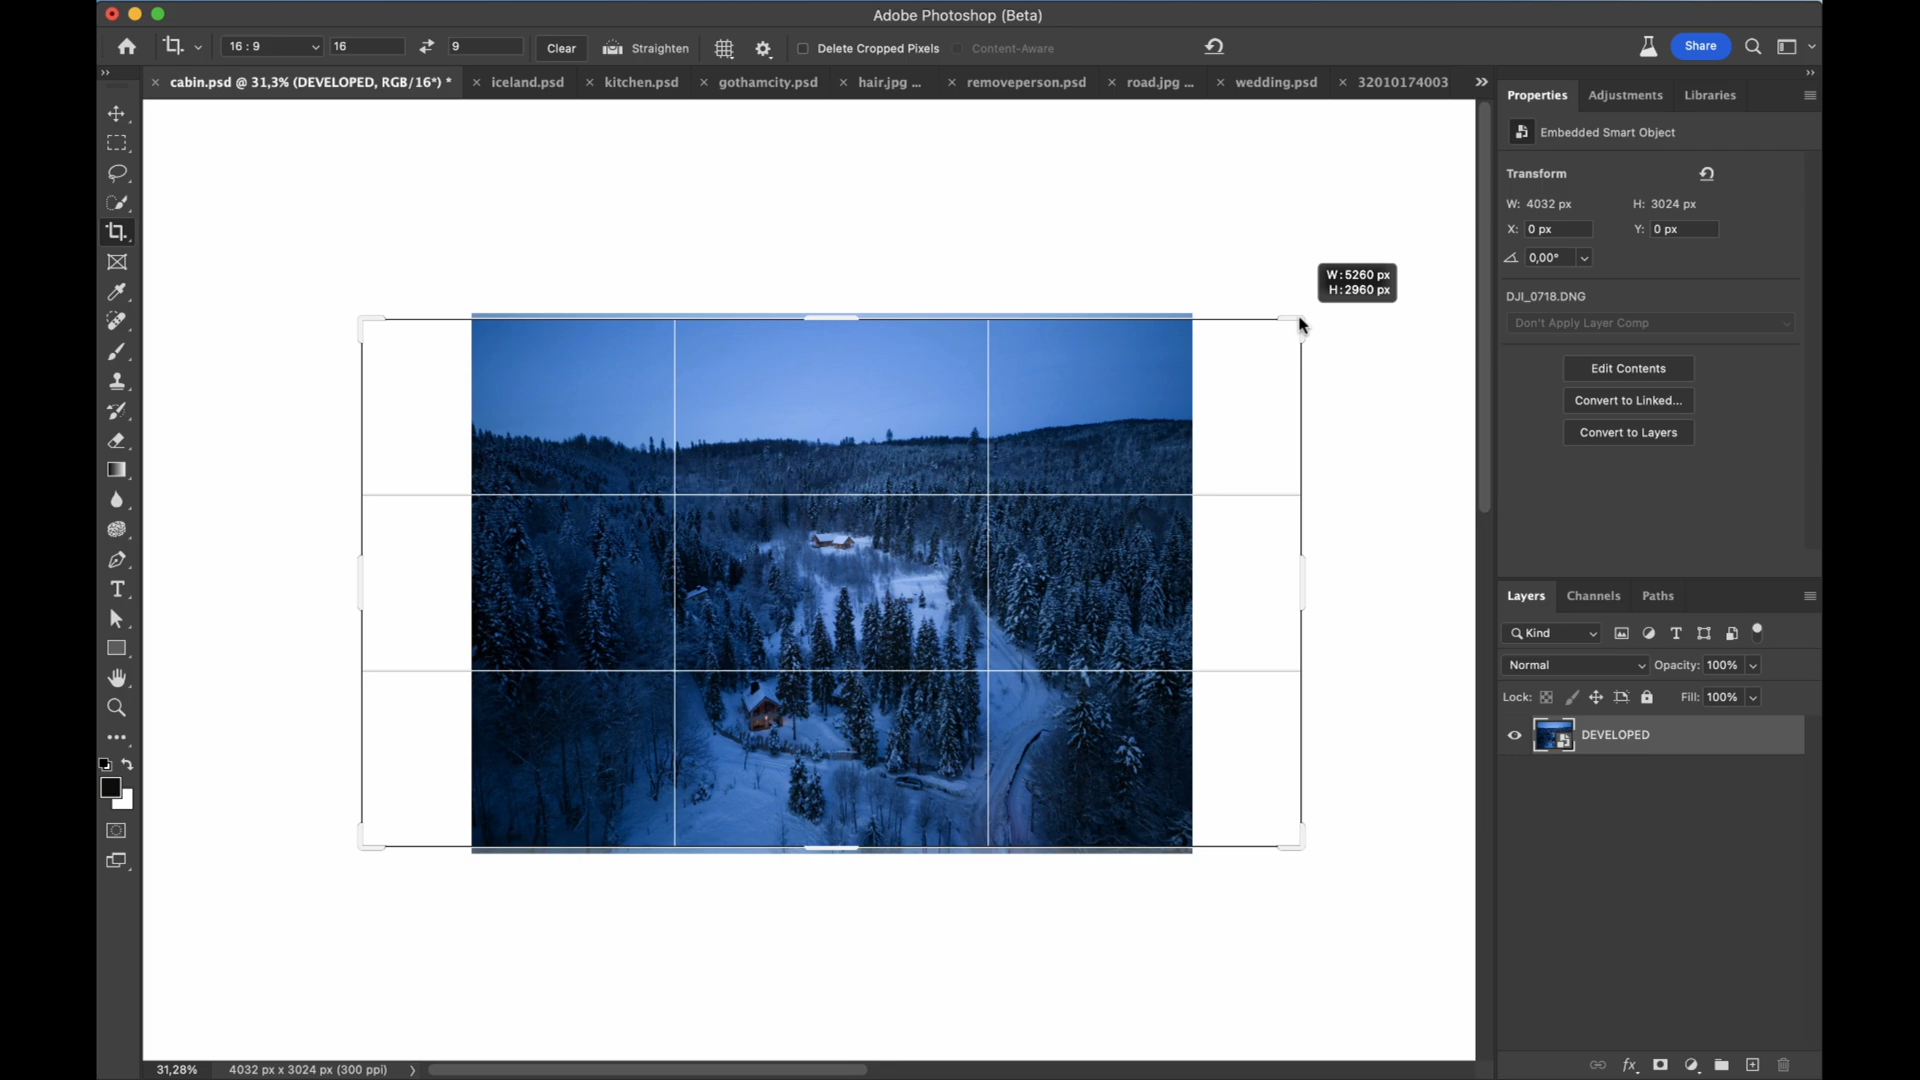 Adobe Photoshop (Beta)
16 : 9
16
9
Clear
Straighten
Delete Cropped Pixels
Content-Aware
Share
cabin.psd @ 31,3% (DEVELOPED, RGB/16*) *
iceland.psd
kitchen.psd
gothamcity.psd
hair.jpg ...
removeperson.psd
road.jpg ...
wedding.psd
32010174003
Properties
Adjustments
Libraries
Embedded Smart Object
Transform
W: 4032 px
H: 3024 px
X: 0 px
Y: 0 px
0,00°
W: 5260 px
H: 2960 px
DJI_0718.DNG
Don't Apply Layer Comp
Edit Contents
Convert to Linked...
Convert to Layers
Layers
Channels
Paths
Kind
Normal
Opacity: 100%
Lock:
Fill: 100%
DEVELOPED
31,28%
4032 px x 3024 px (300 ppi)
fx